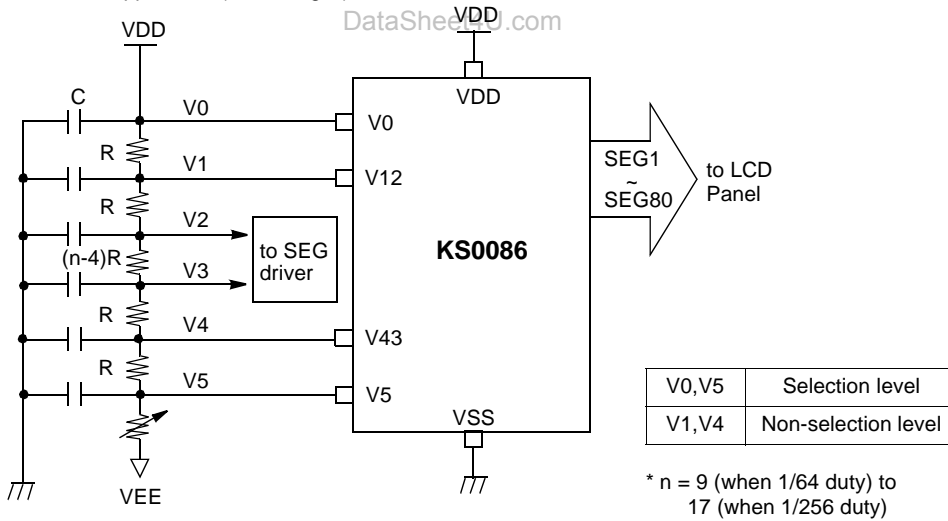 DataSheet4U.com
VDD
VDD
C
V0
V0
VDD
R
V1
V12
SEG1
~
SEG80
to LCD
Panel
R
V2
to SEG
driver
KS0086
(n-4)R
V3
R
V4
V43
R
V5
V5
VSS
VEE
V0,V5 Selection level
V1,V4 Non-selection level
* n = 9 (when 1/64 duty) to
17 (when 1/256 duty)